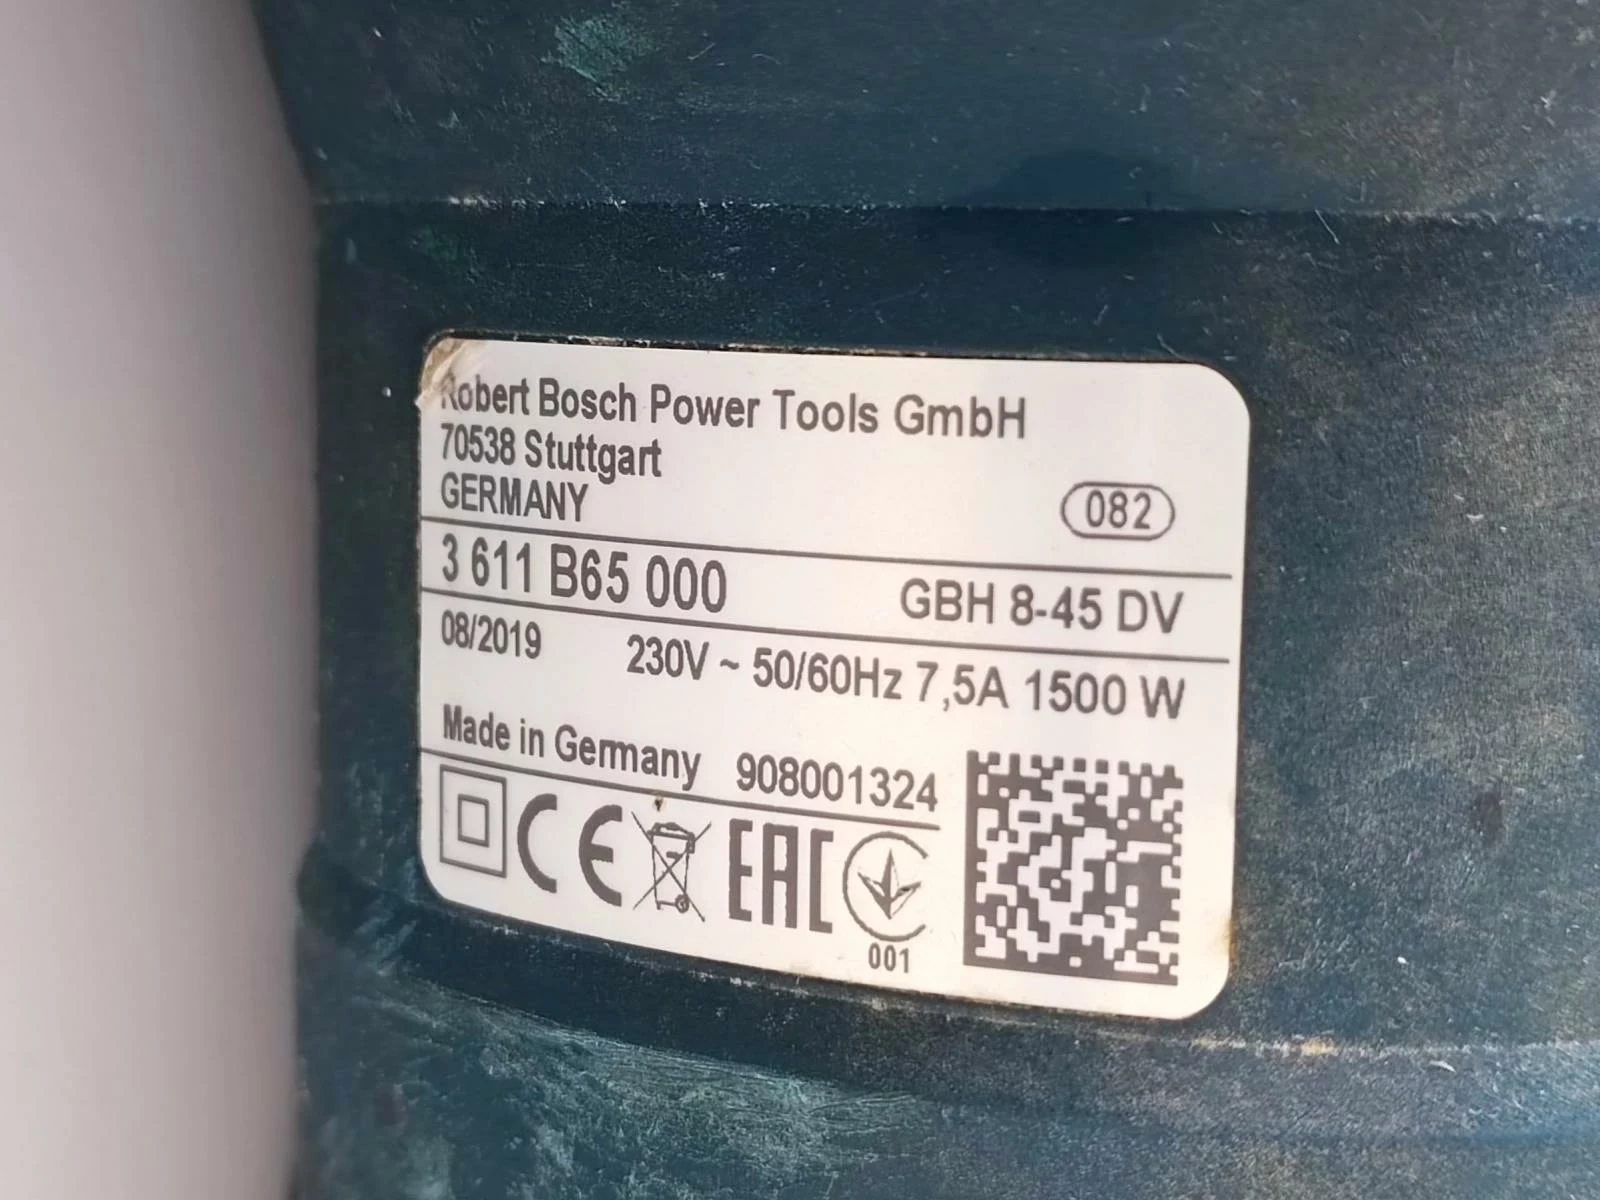 Robert Bosch Power Tools GmbH
70538 Stuttgart
GERMANY
082
3 611 B65 000 GBH 8-45 DV
08/2019 230V ~ 50/60Hz 7,5A 1500 W
Made in Germany 908001324
CE EAC
001